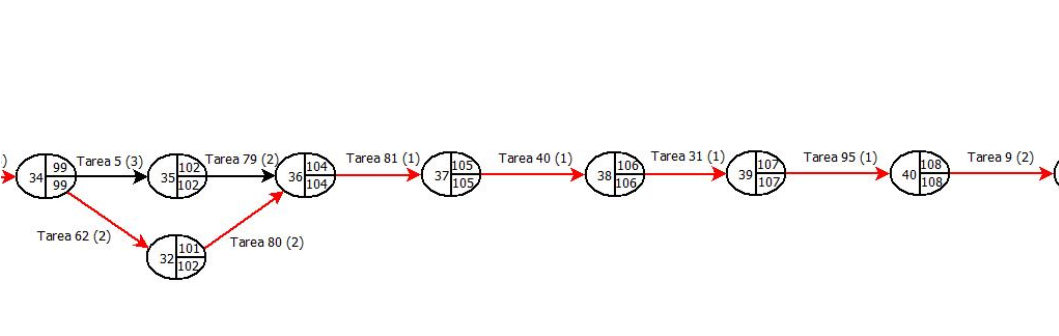 )
34 99 99
Tarea 5 (3)
35 102 102
Tarea 79 (2)
36 104 104
Tarea 81 (1)
37 105 105
Tarea 40 (1)
38 106 106
Tarea 31 (1)
39 107 107
Tarea 95 (1)
40 108 108
Tarea 9 (2)
Tarea 62 (2)
32 101 102
Tarea 80 (2)